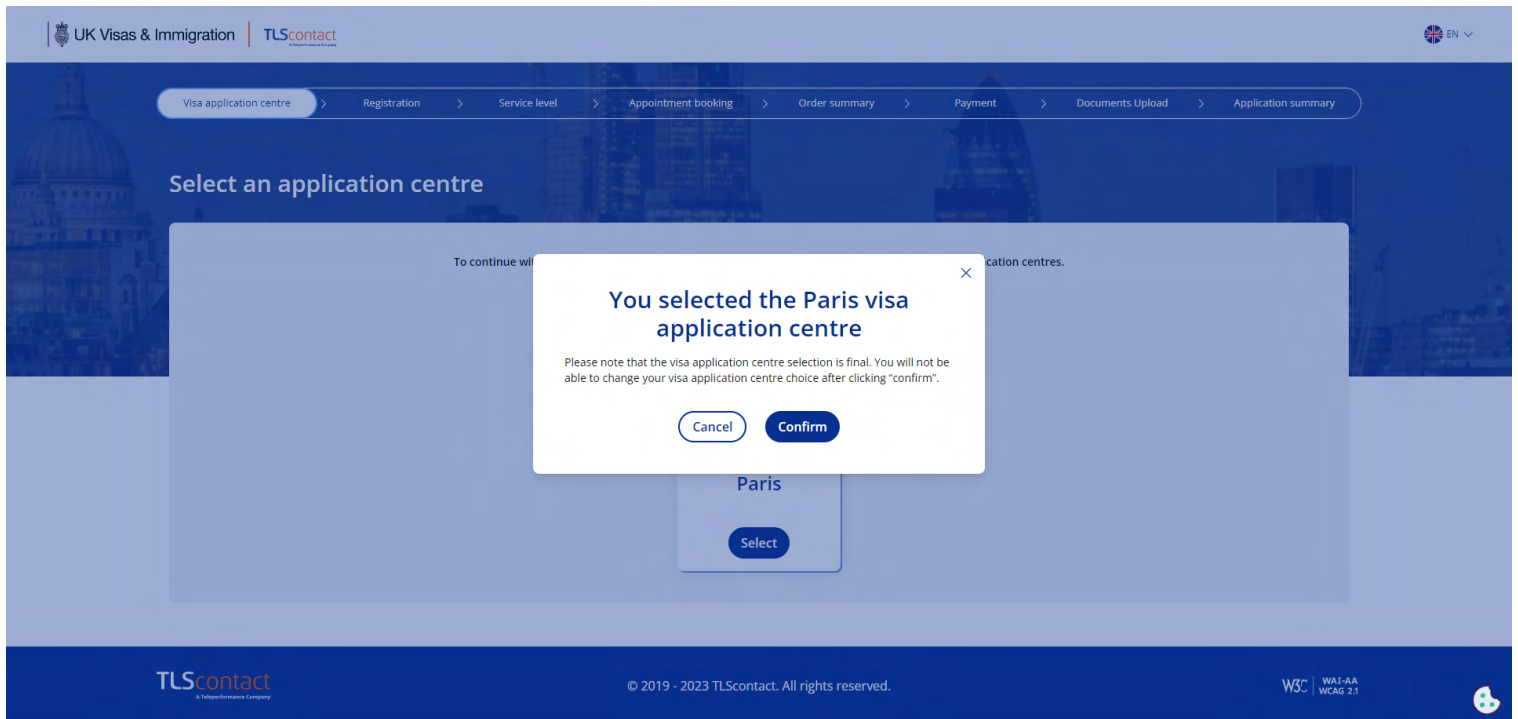 UK Visas & Immigration
TLScontact
A Teleperformance Company
EN
Visa application centre
Registration
Service level
Appointment booking
Order summary
Payment
Documents Upload
Application summary
Select an application centre
To continue wi
cation centres.
You selected the Paris visa
application centre
Please note that the visa application centre selection is final. You will not be
able to change your visa application centre choice after clicking “confirm”.
Cancel
Confirm
Paris
Select
TLScontact
A Teleperformance Company
© 2019 - 2023 TLScontact. All rights reserved.
W3C
WAI-AA
WCAG 2.1